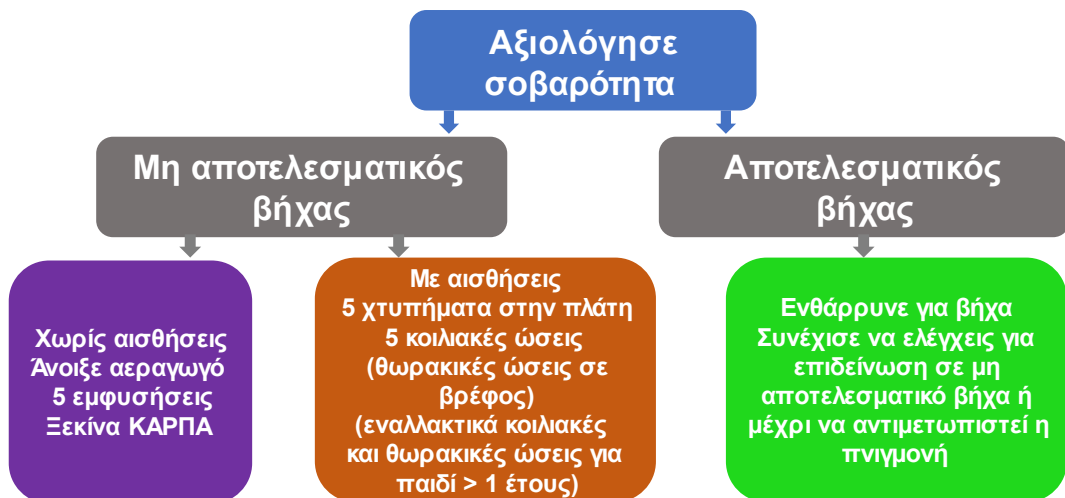 Αξιολόγησε
σοβαρότητα
Μη αποτελεσματικός
βήχας
Αποτελεσματικός
βήχας
Χωρίς αισθήσεις
Άνοιξε αεραγωγό
5 εμφυσήσεις
Ξεκίνα ΚΑΡΠΑ
Με αισθήσεις
5 χτυπήματα στην πλάτη
5 κοιλιακές ώσεις
(θωρακικές ώσεις σε
βρέφος)
(εναλλακτικά κοιλιακές
και θωρακικές ώσεις για
παιδί > 1 έτους)
Ενθάρρυνε για βήχα
Συνέχισε να ελέγχεις για
επιδείνωση σε μη
αποτελεσματικό βήχα ή
μέχρι να αντιμετωπιστεί η
πνιγμονή